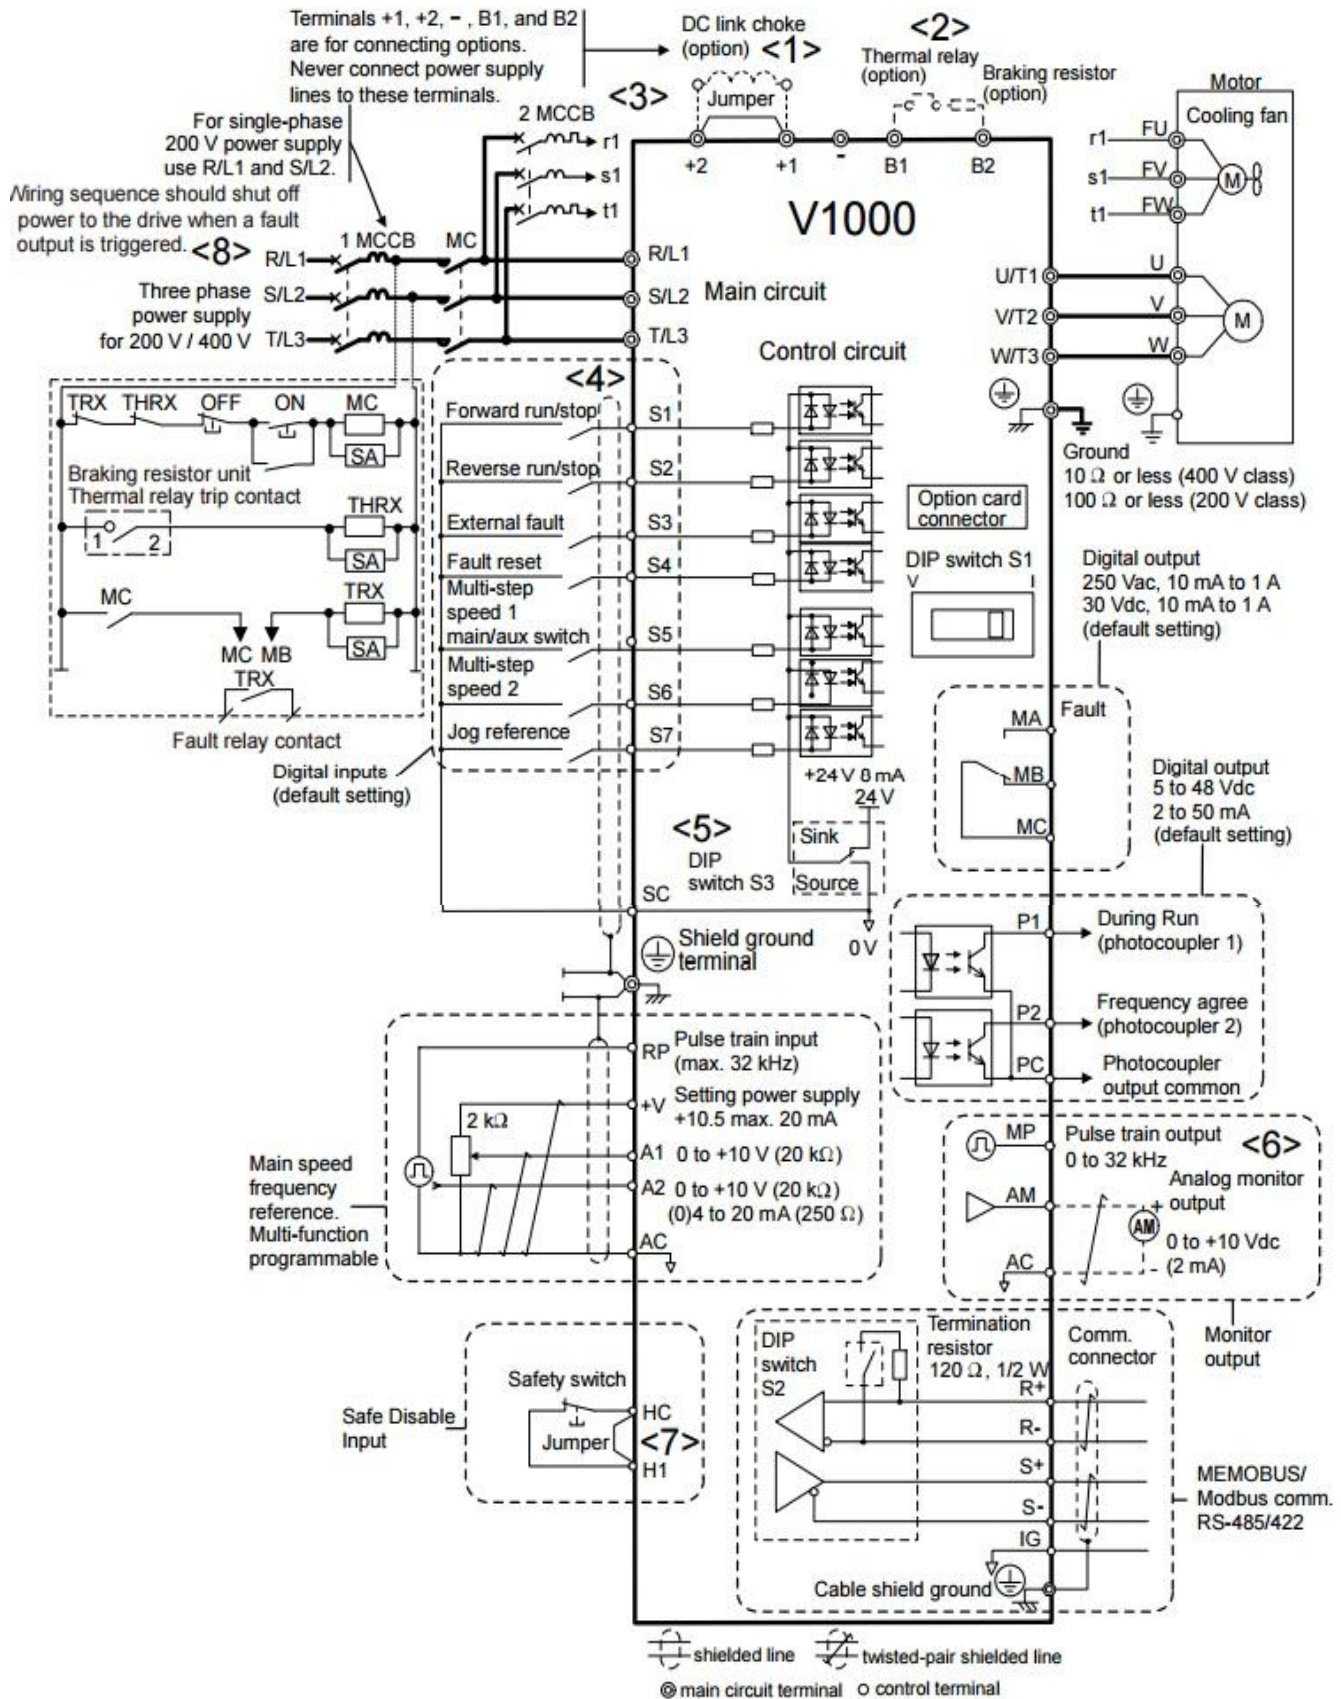 Terminals +1, +2, - , B1, and B2
are for connecting options.
Never connect power supply
lines to these terminals.
DC link choke
(option) <1>
Jumper
<2>
Thermal relay
(option)
Braking resistor
(option)
Motor
Cooling fan
r1 FU
s1 FV
t1 FW
M
<3>
2 MCCB
r1
s1
t1
For single-phase
200 V power supply
use R/L1 and S/L2.
Wiring sequence should shut off
power to the drive when a fault
output is triggered. <8>
1 MCCB
MC
R/L1
S/L2
T/L3
Three phase
power supply
for 200 V / 400 V
+2
+1
-
B1
B2
V1000
R/L1
S/L2
T/L3
Main circuit
Control circuit
U/T1
V/T2
W/T3
U
V
W
M
Ground
10 Ω or less (400 V class)
100 Ω or less (200 V class)
TRX THRX OFF ON MC
SA
Braking resistor unit
Thermal relay trip contact
1 2
THRX
SA
MC
TRX
SA
MC MB
TRX
Fault relay contact
<4>
Forward run/stop
S1
Reverse run/stop
S2
External fault
S3
Fault reset
S4
Multi-step
speed 1
main/aux switch
S5
Multi-step
speed 2
S6
Jog reference
S7
Digital inputs
(default setting)
Option card
connector
DIP switch S1
V I
Digital output
250 Vac, 10 mA to 1 A
30 Vdc, 10 mA to 1 A
(default setting)
MA Fault
MB
MC
+24 V 8 mA
24 V
<5>
DIP
switch S3
Sink
Source
SC
0 V
Shield ground
terminal
Digital output
5 to 48 Vdc
2 to 50 mA
(default setting)
P1
During Run
(photocoupler 1)
P2
Frequency agree
(photocoupler 2)
PC
Photocoupler
output common
RP
Pulse train input
(max. 32 kHz)
+V
Setting power supply
+10.5 max. 20 mA
2 kΩ
A1 0 to +10 V (20 kΩ)
A2 0 to +10 V (20 kΩ)
(0)4 to 20 mA (250 Ω)
AC
Main speed
frequency
reference.
Multi-function
programmable
MP
Pulse train output
0 to 32 kHz
<6>
AM
Analog monitor
output
+
AM
0 to +10 Vdc
(2 mA)
-
AC
Monitor
output
Safe Disable
Input
Safety switch
Jumper
HC
<7>
H1
DIP
switch
S2
Termination
resistor
120 Ω, 1/2 W
Comm.
connector
R+
R-
S+
S-
IG
Cable shield ground
MEMOBUS/
Modbus comm.
RS-485/422
shielded line
twisted-pair shielded line
main circuit terminal
control terminal